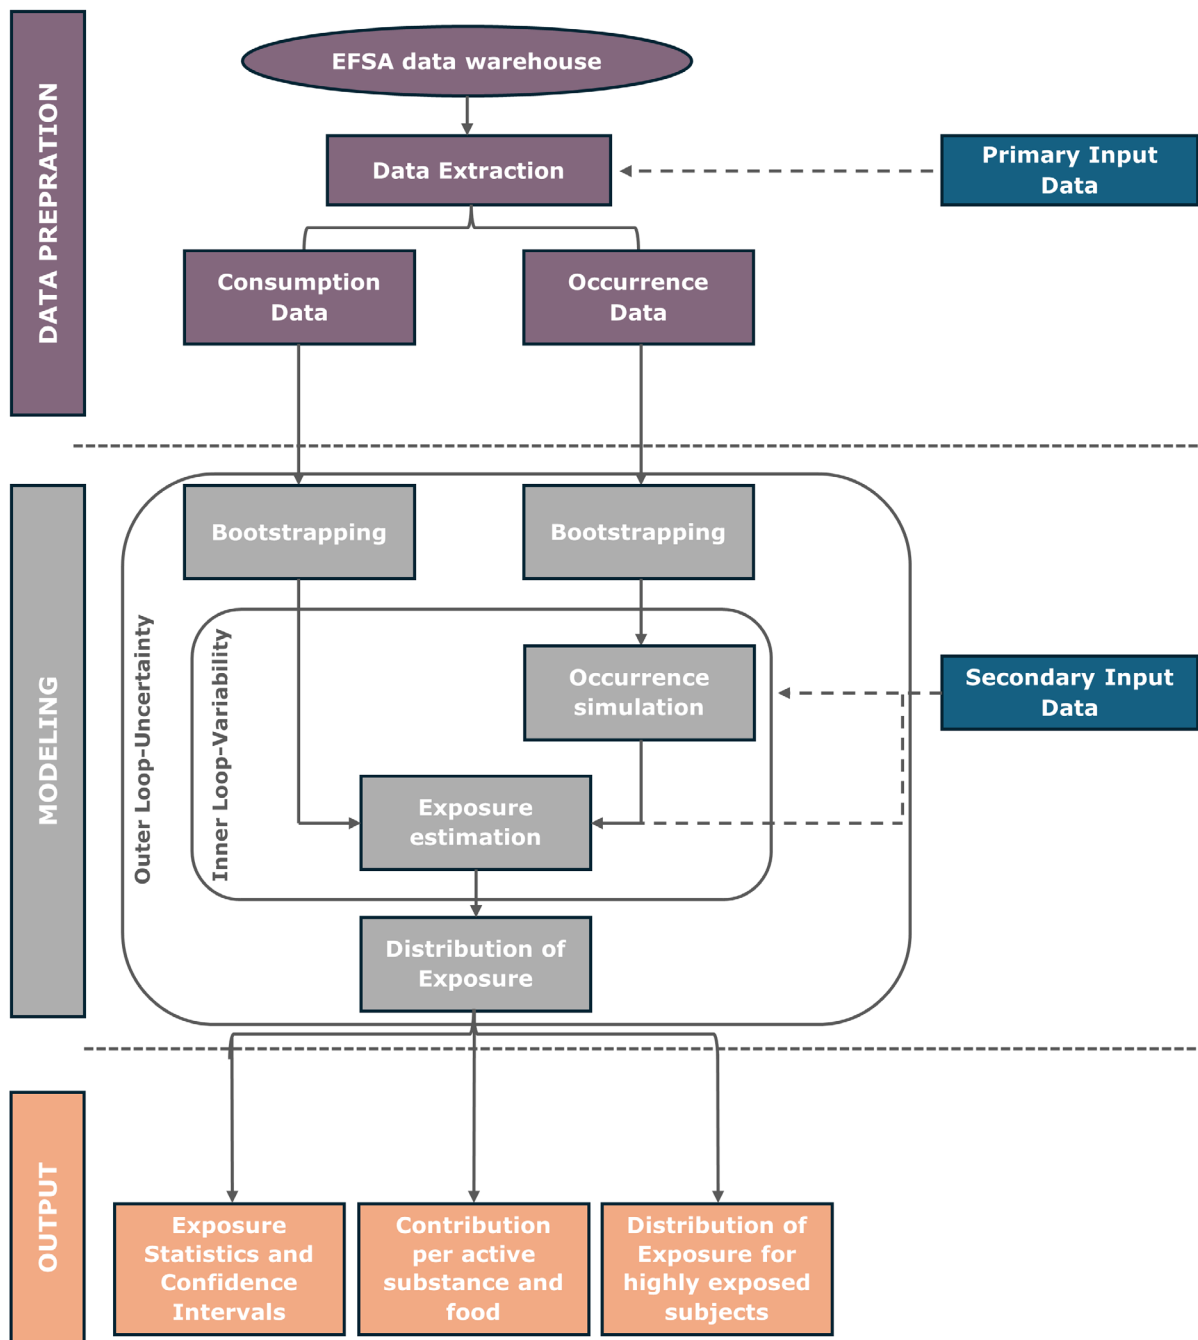 DATA PREPRATION
EFSA data warehouse
Data Extraction
Primary Input
Data
Consumption
Data
Occurrence
Data
MODELING
Outer Loop-Uncertainty
Bootstrapping
Bootstrapping
Inner Loop-Variability
Occurrence
simulation
Secondary Input
Data
Exposure
estimation
Distribution of
Exposure
OUTPUT
Exposure
Statistics and
Confidence
Intervals
Contribution
per active
substance and
food
Distribution of
Exposure for
highly exposed
subjects